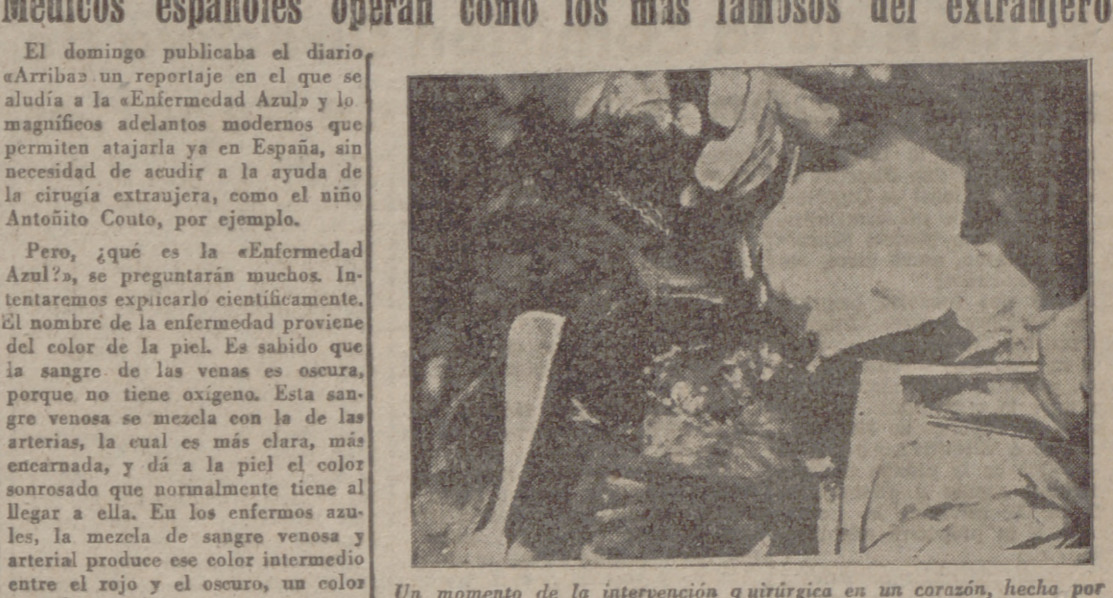 Médicos españoles operan como los más famosos del extranjero
El domingo publicaba el diario
«Arriba» un reportaje en el que se
aludía a la «Enfermedad Azul» y lo
magníficos adelantos modernos que
permiten atajarla ya en España, sin
necesidad de acudir a la ayuda de
la cirugía extraujera, como el niño
Antoñito Couto, por ejemplo.
Pero, ¿qué es la «Enfermedad
Azul?», se preguntarán muchos. In-
tentaremos explicarlo científicamente.
El nombre de la enfermedad proviene
del color de la piel. Es sabido que
la sangre de las venas es oscura,
porque no tiene oxígeno. Esta san-
gre venosa se mezcla con la de las
arterias, la cual es más clara, más
encarnada, y dá a la piel el color
sonrosado que normalmente tiene al
llegar a ella. En los enfermos azu-
les, la mezcla de sangre venosa y
arterial produce ese color intermedio
entre el rojo y el oscuro, un color
Un momento de la intervención quirúrgica en un corazón, hecha por